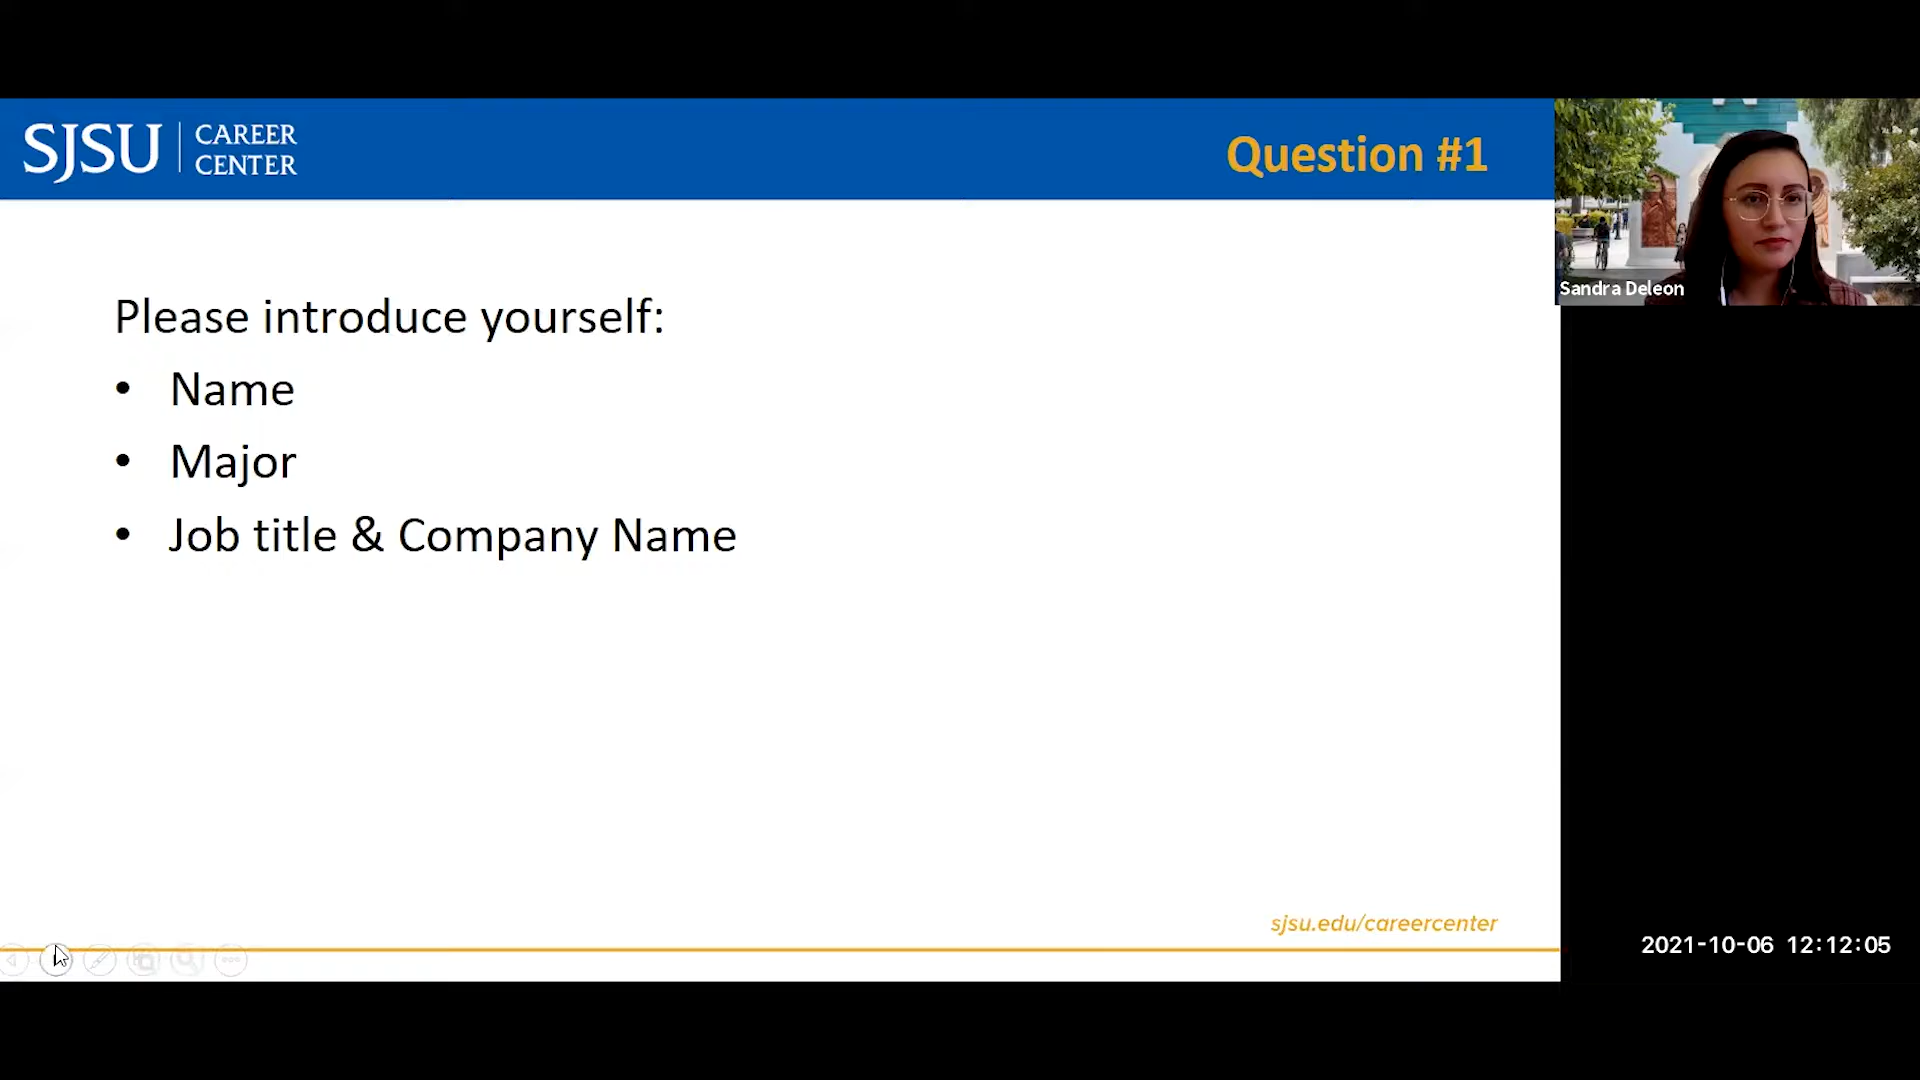 SJSU
CAREER
CENTER
Question #1
Sandra Deleon
Please introduce yourself:
• Name
• Major
• Job title & Company Name
sjsu.edu/careercenter
2021-10-06 12:12:05